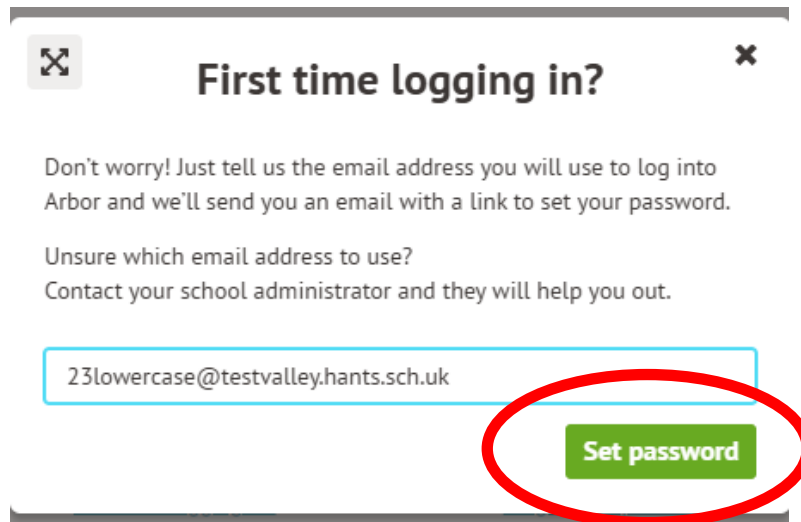 First time logging in?
Don't worry! Just tell us the email address you will use to log into
Arbor and we'll send you an email with a link to set your password.
Unsure which email address to use?
Contact your school administrator and they will help you out.
23lowercase@testvalley.hants.sch.uk
Set password